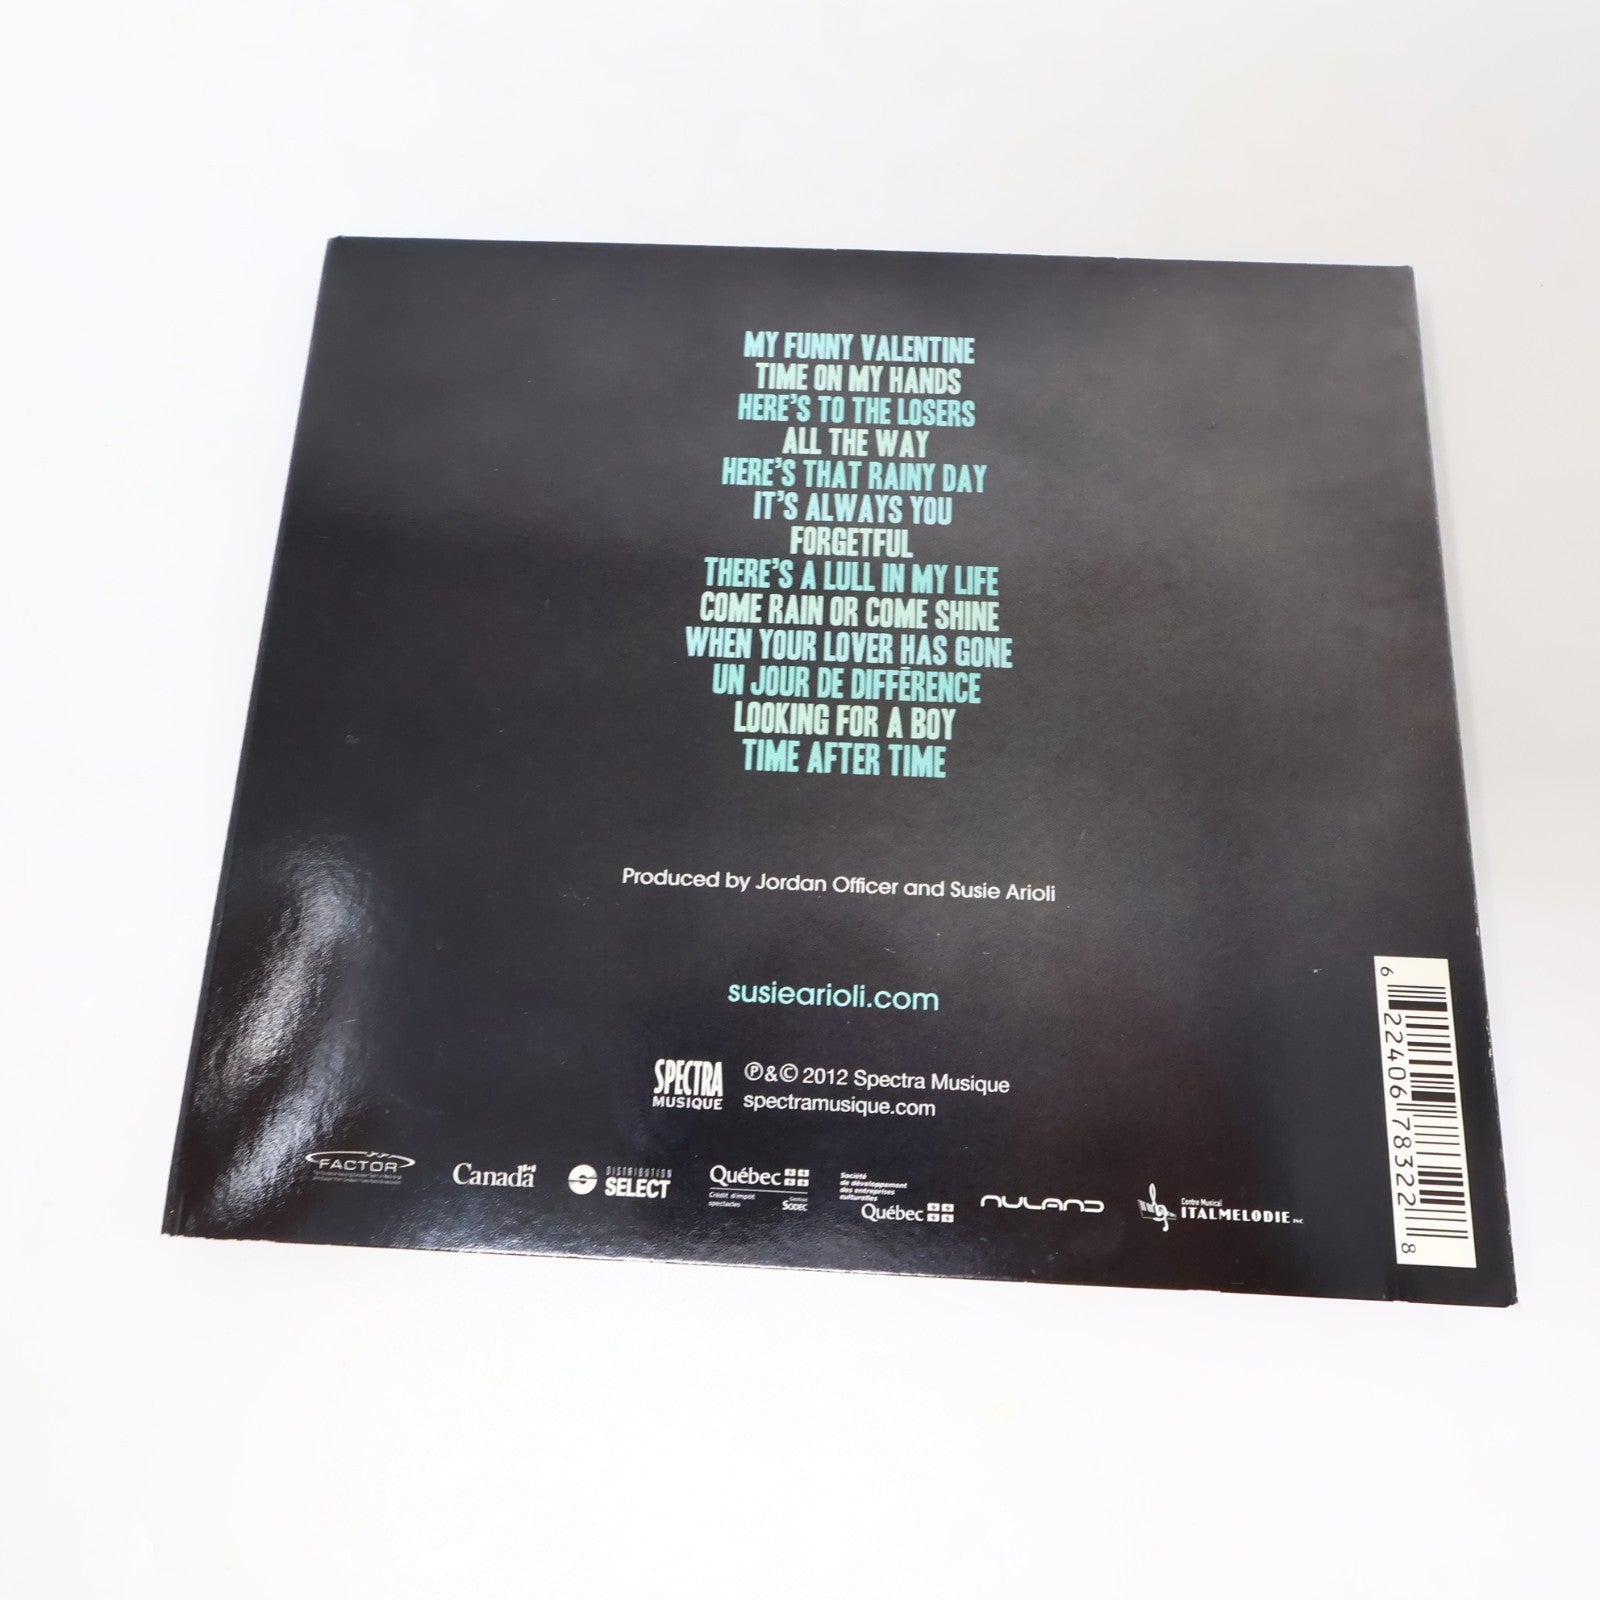 MY FUNNY VALENTINE
TIME ON MY HANDS
HERE'S TO THE LOSERS
ALL THE WAY
HERE'S THAT RAINY DAY
IT'S ALWAYS YOU
FORGETFUL
THERE'S A LULL IN MY LIFE
COME RAIN OR COME SHINE
WHEN YOUR LOVER HAS GONE
UN JOUR DE DIFFÉRENCE
LOOKING FOR A BOY
TIME AFTER TIME
Produced by Jordan Officer and Susie Arioli
susiearioli.com
SPECTRA
MUSIQUE
℗&© 2012 Spectra Musique
spectramusique.com
FACTOR
Canada
DISTRIBUTION
SELECT
Québec
Crédit d'impôt
spectacles
Gestion
SODEC
Société
de développement
des entreprises
culturelles
Québec
NULAND
Centre Musical
ITALMELODIE INC.
6 22406 78322 8